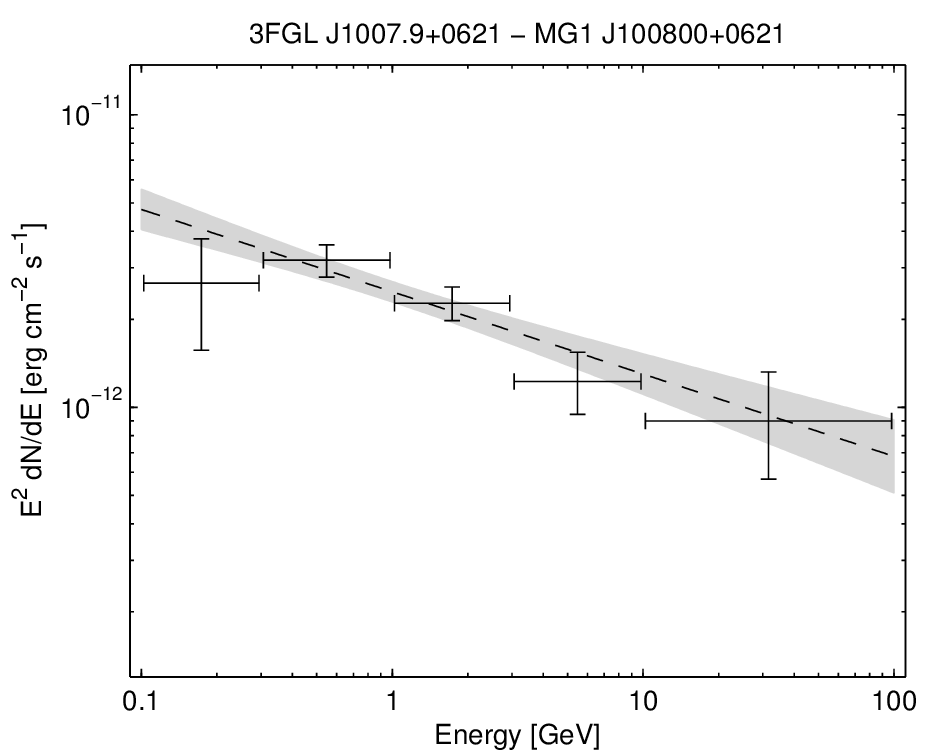 3FGL J1007.9+0621 − MG1 J100800+0621
10⁻¹¹
10⁻¹²
E² dN/dE [erg cm⁻² s⁻¹]
0.1 1 10 100
Energy [GeV]